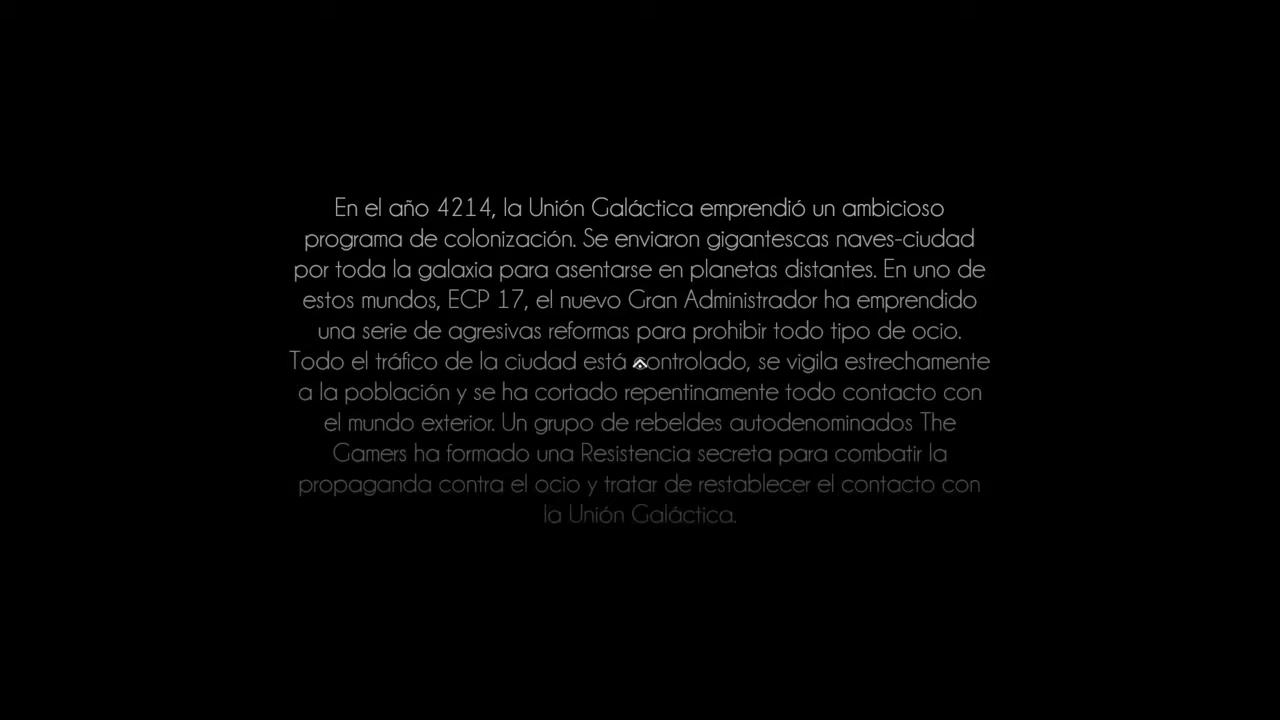 En el año 4214, la Unión Galáctica emprendió un ambicioso
programa de colonización. Se enviaron gigantescas naves-ciudad
por toda la galaxia para asentarse en planetas distantes. En uno de
estos mundos, ECP 17, el nuevo Gran Administrador ha emprendido
una serie de agresivas reformas para prohibir todo tipo de ocio.
Todo el tráfico de la ciudad está controlado, se vigila estrechamente
a la población y se ha cortado repentinamente todo contacto con
el mundo exterior. Un grupo de rebeldes autodenominados The
Gamers ha formado una Resistencia secreta para combatir la
propaganda contra el ocio y tratar de restablecer el contacto con
la Unión Galáctica.